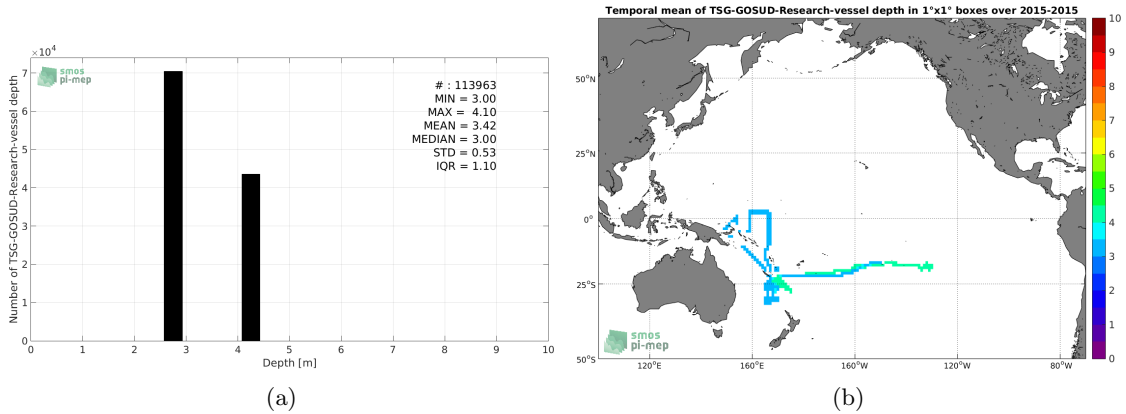 ×10⁴
smos
pi-mep
# : 113963
MIN = 3.00
MAX = 4.10
MEAN = 3.42
MEDIAN = 3.00
STD = 0.53
IQR = 1.10
7
6
5
4
3
2
1
0
Number of TSG-GOSUD-Research-vessel depth
0 1 2 3 4 5 6 7 8 9 10
Depth [m]
(a)
Temporal mean of TSG-GOSUD-Research-vessel depth in 1°x1° boxes over 2015-2015
50°N
25°N
0°
25°S
50°S
120°E 160°E 160°W 120°W 80°W
smos
pi-mep
10
9
8
7
6
5
4
3
2
1
0
(b)